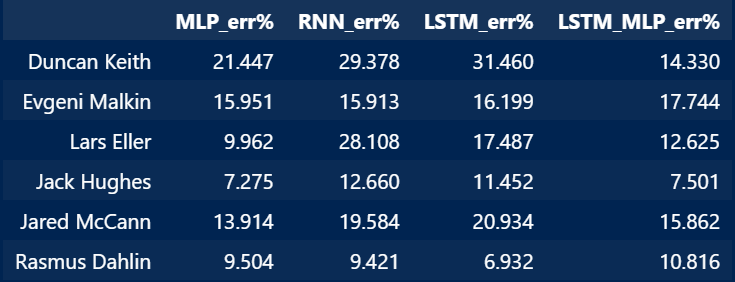 MLP_err% RNN_err% LSTM_err% LSTM_MLP_err%
Duncan Keith 21.447 29.378 31.460 14.330
Evgeni Malkin 15.951 15.913 16.199 17.744
Lars Eller 9.962 28.108 17.487 12.625
Jack Hughes 7.275 12.660 11.452 7.501
Jared McCann 13.914 19.584 20.934 15.862
Rasmus Dahlin 9.504 9.421 6.932 10.816